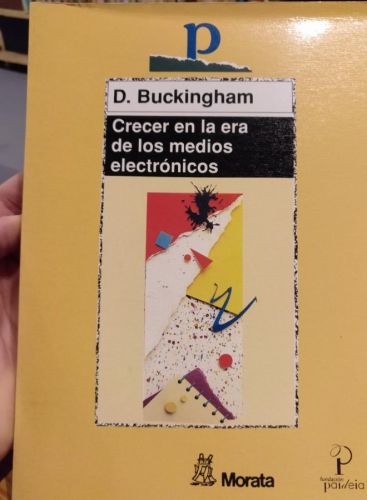 p
D. Buckingham
Crecer en la era
de los medios
electrónicos
Morata
P
fundación
paideia